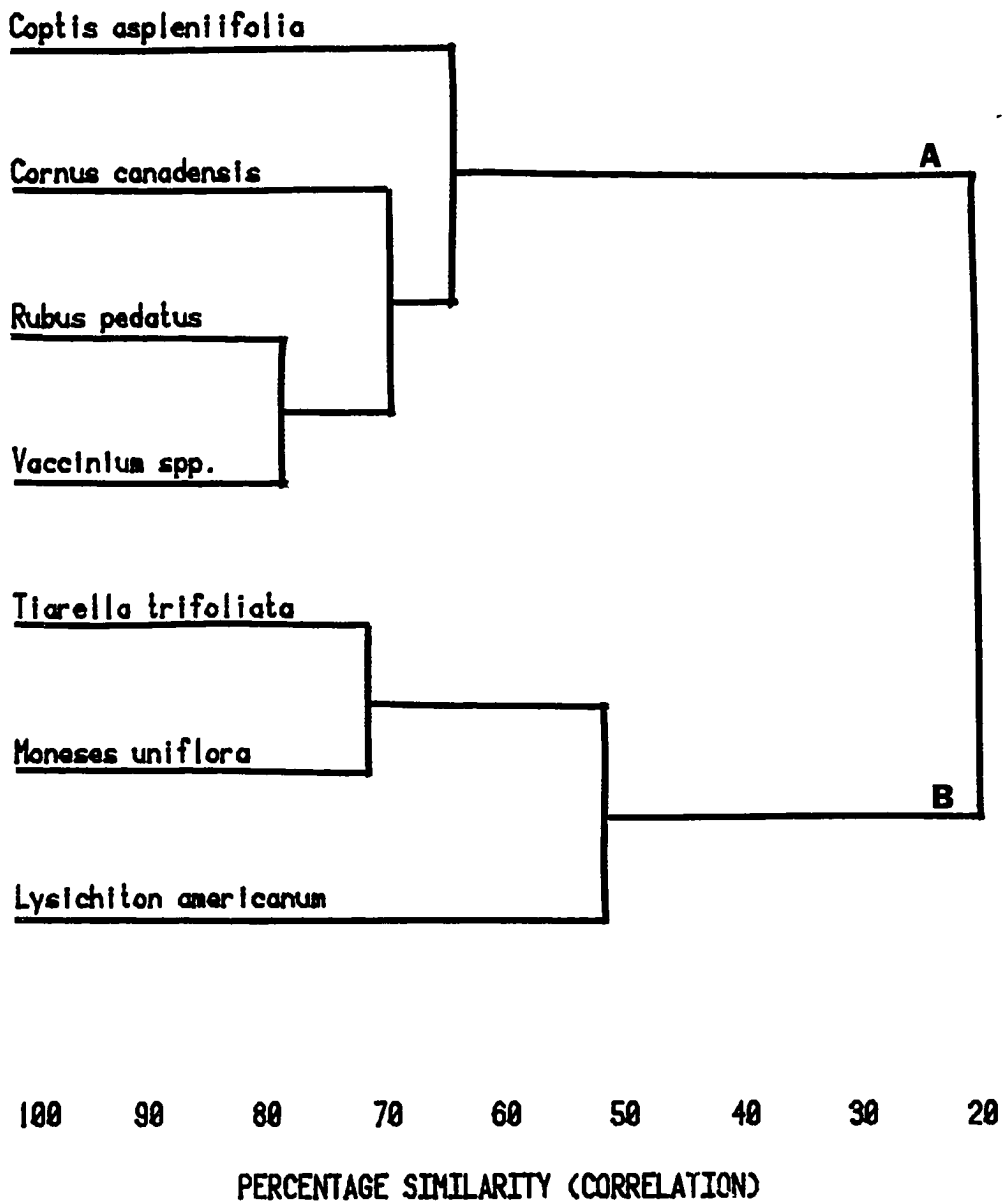 Coptis aspleniifolia
A
Cornus canadensis
Rubus pedatus
Vaccinium spp.
Tiarella trifoliata
Moneses uniflora
B
Lysichiton americanum
100 90 80 70 60 50 40 30 20
PERCENTAGE SIMILARITY (CORRELATION)